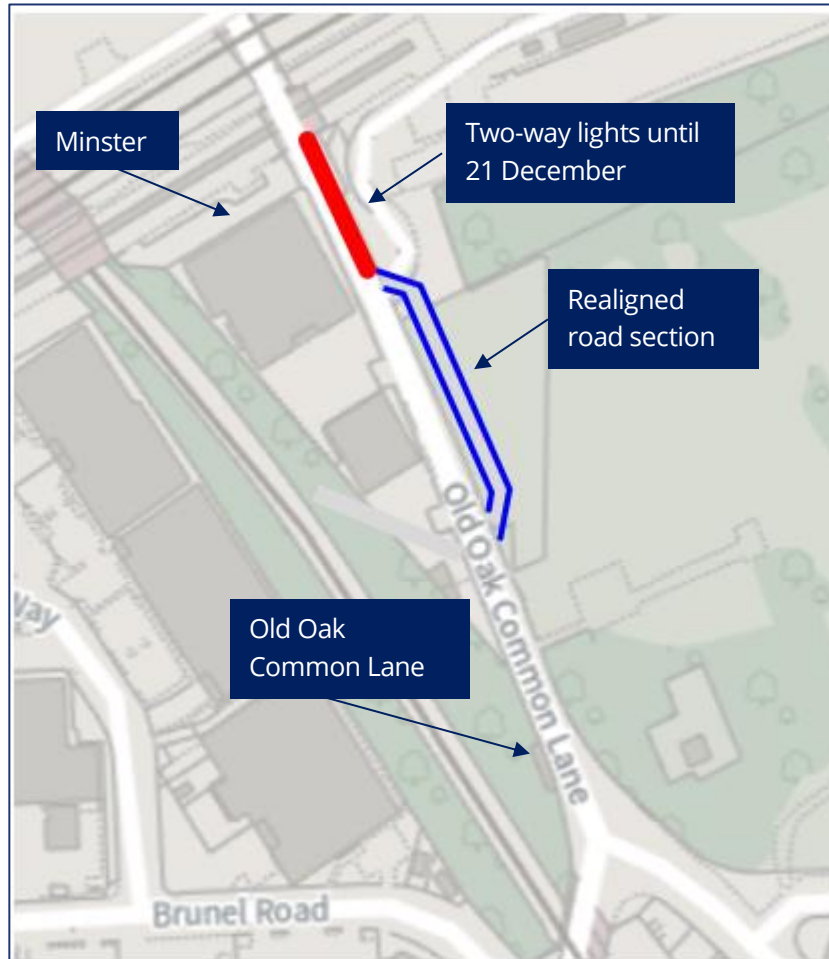 Minster
Two-way lights until
21 December
Realigned
road section
Old Oak Common Lane
Old Oak
Common Lane
Way
Brunel Road